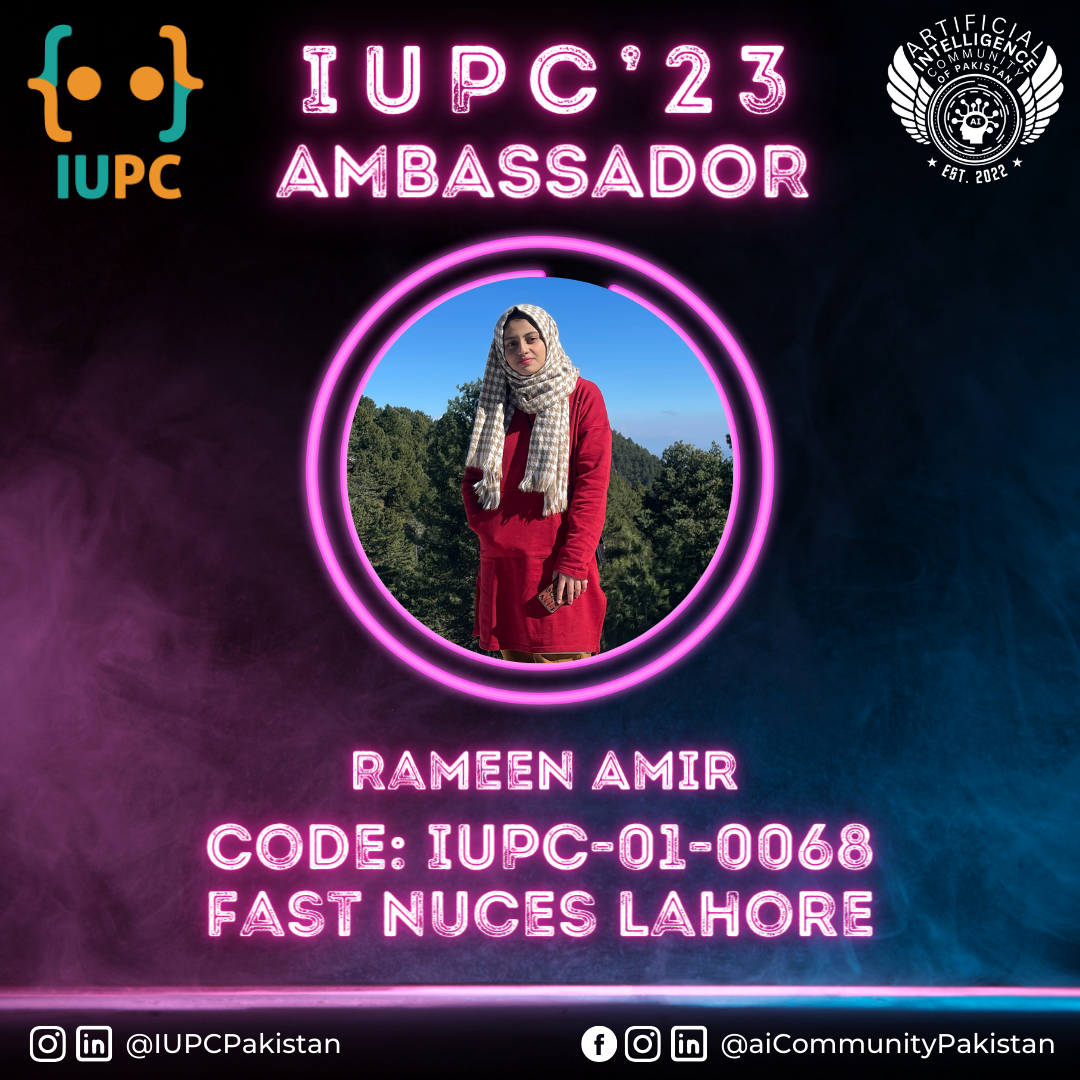 IUPC'23
AMBASSADOR
IUPC
ARTIFICIAL
INTELLIGENCE
COMMUNITY
OF PAKISTAN
AI
★ EST. 2022 ★
RAMEEN AMIR
CODE: IUPC-01-0068
FAST NUCES LAHORE
@IUPCPakistan
@aiCommunityPakistan